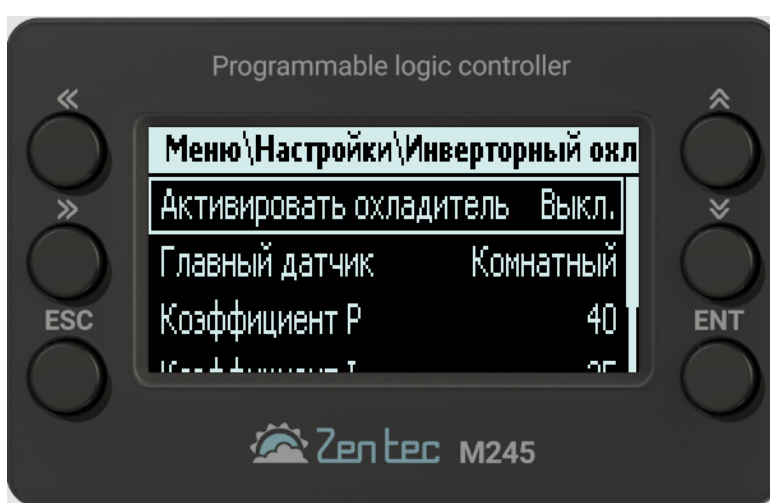 Programmable logic controller
«
Меню\Настройки\Инверторный охл
Активировать охладитель Выкл.
»
Главный датчик Комнатный
ESC
Коэффициент P 40
ENT
Zentec M245